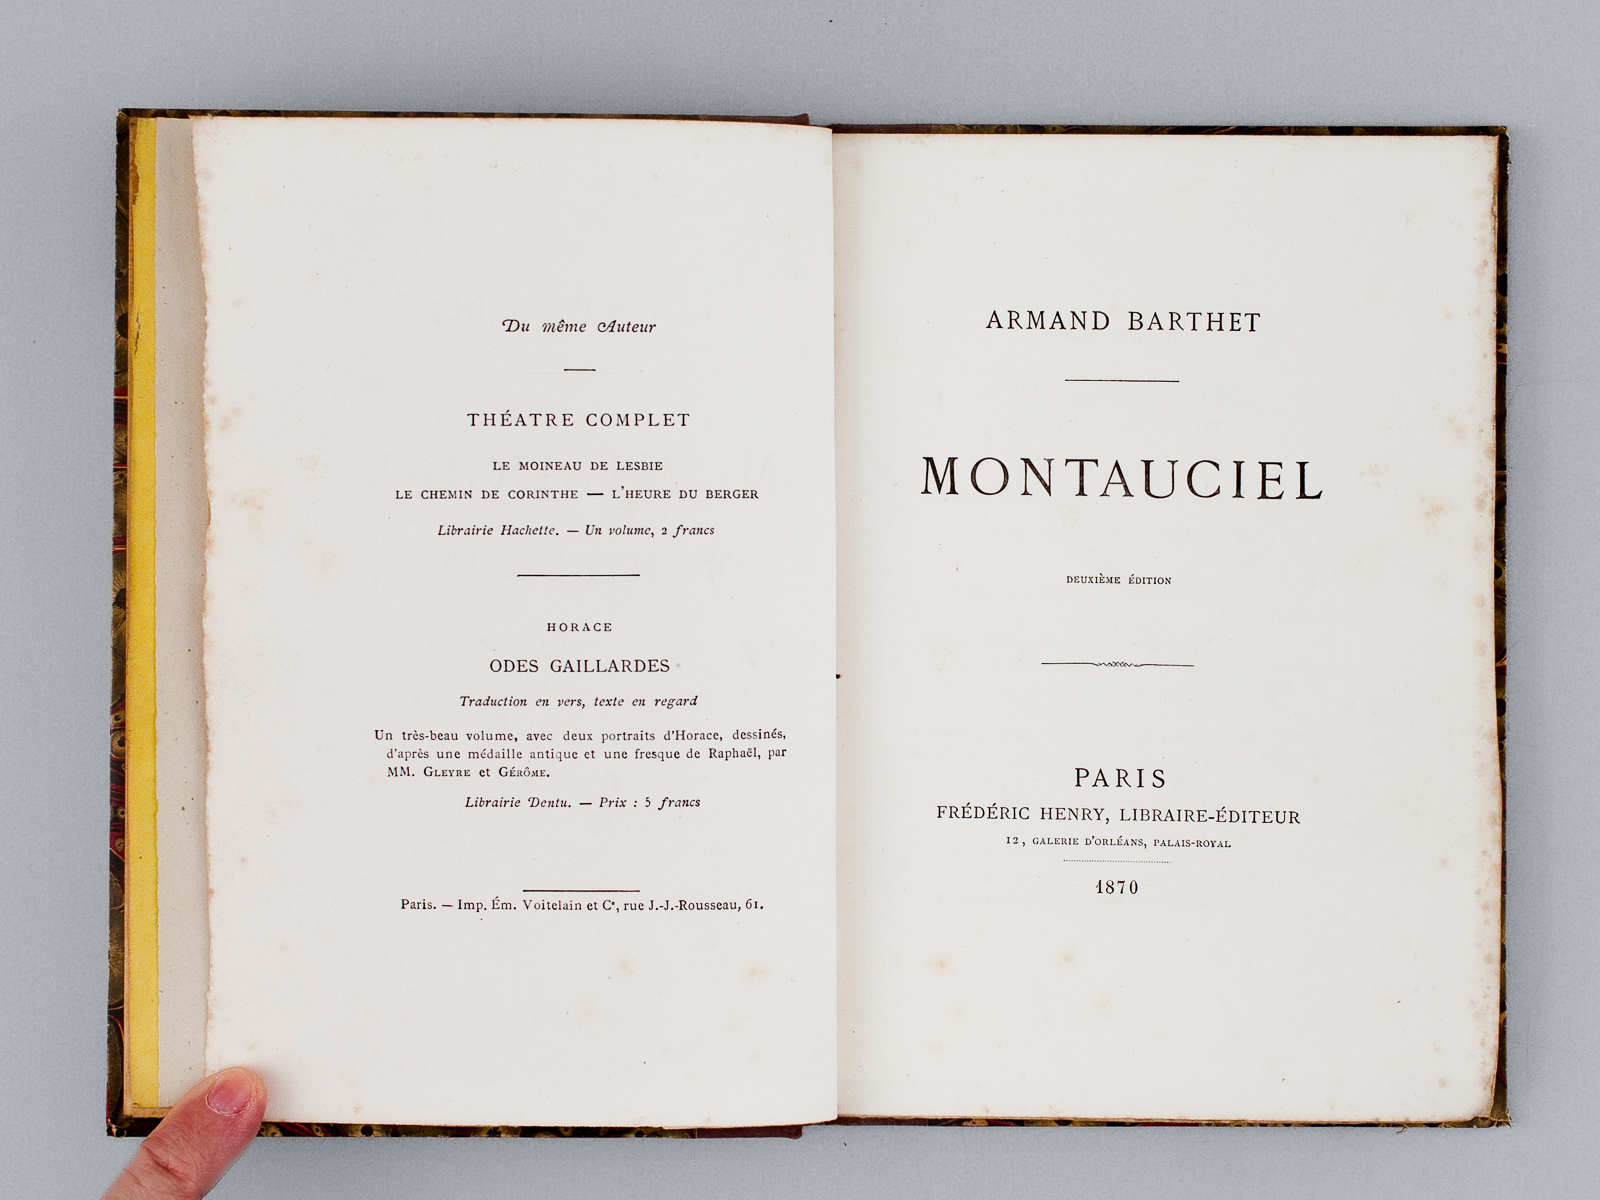 Du même Auteur
THÉATRE COMPLET
LE MOINEAU DE LESBIE
LE CHEMIN DE CORINTHE — L'HEURE DU BERGER
Librairie Hachette. — Un volume, 2 francs
HORACE
ODES GAILLARDES
Traduction en vers, texte en regard
Un très-beau volume, avec deux portraits d'Horace, dessinés,
d'après une médaille antique et une fresque de Raphaël, par
MM. GLEYRE et GÉRÔME.
Librairie Dentu. — Prix : 5 francs
Paris. — Imp. Ém. Voitelain et Cᵉ, rue J.-J.-Rousseau, 61.
ARMAND BARTHET
MONTAUCIEL
DEUXIÈME ÉDITION
PARIS
FRÉDÉRIC HENRY, LIBRAIRE-ÉDITEUR
12, GALERIE D'ORLÉANS, PALAIS-ROYAL
1870